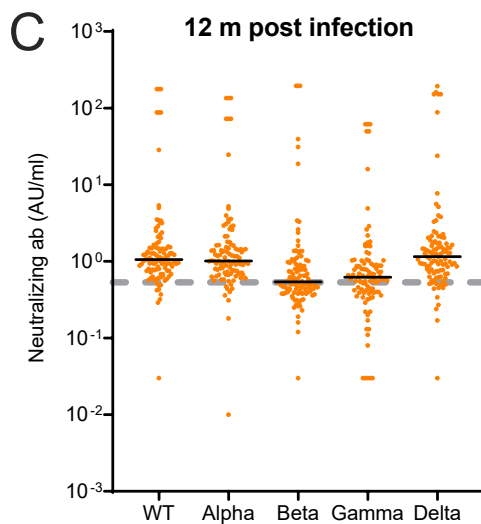 C
12 m post infection
Neutralizing ab (AU/ml)
10³
10²
10¹
10⁰
10⁻¹
10⁻²
10⁻³
WT Alpha Beta Gamma Delta